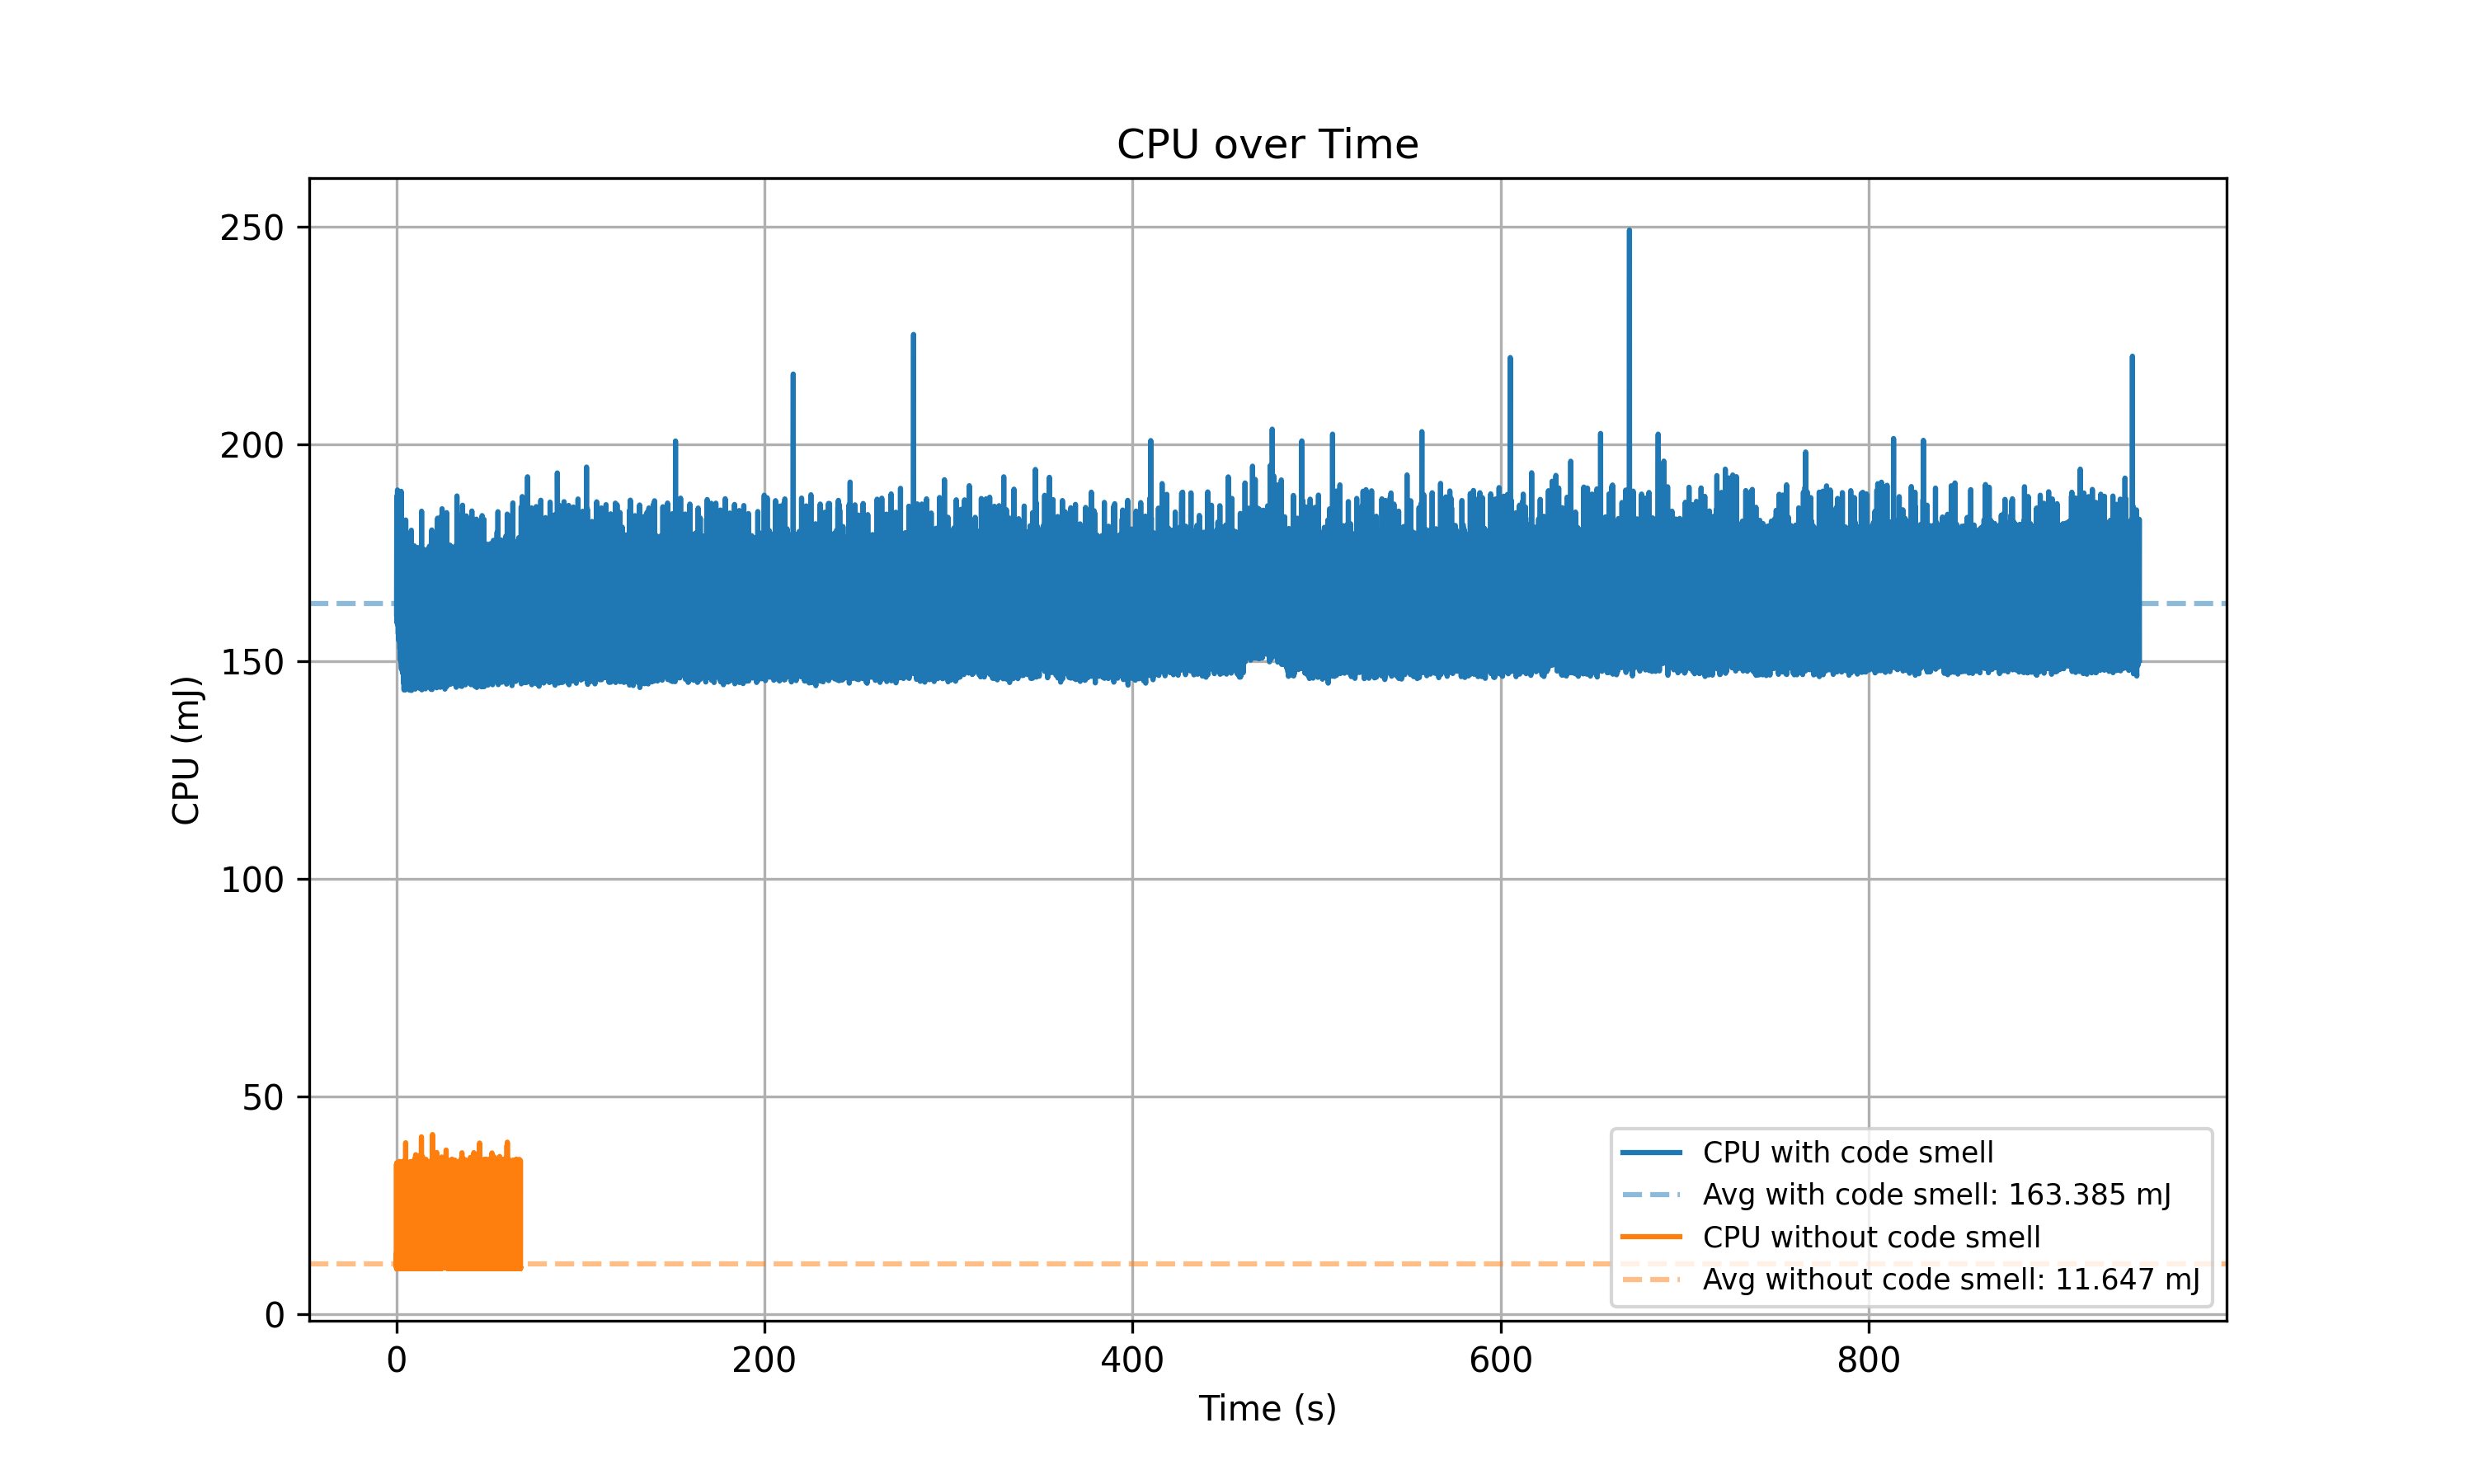 CPU over Time
250
200
150
100
50
0
CPU (mJ)
0 200 400 600 800
Time (s)
CPU with code smell
Avg with code smell: 163.385 mJ
CPU without code smell
Avg without code smell: 11.647 mJ